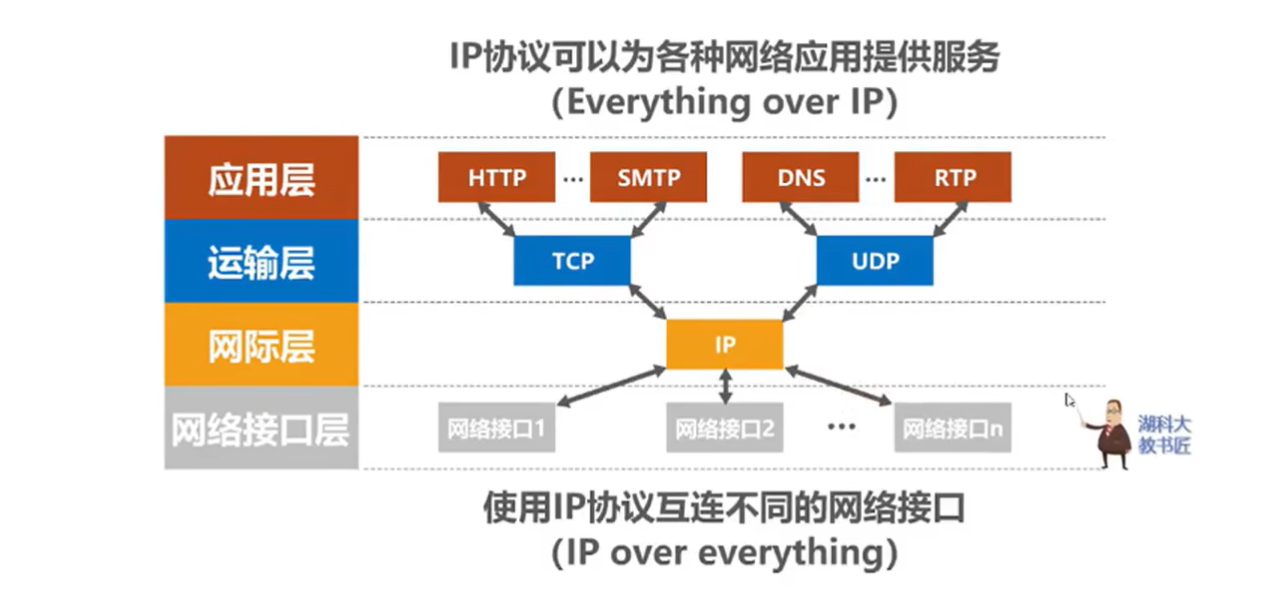 IP协议可以为各种网络应用提供服务
（Everything over IP）
应用层 HTTP ··· SMTP DNS ··· RTP
运输层 TCP UDP
网际层 IP
网络接口层 网络接口1 网络接口2 ··· 网络接口n
湖科大
教书匠
使用IP协议互连不同的网络接口
（IP over everything）